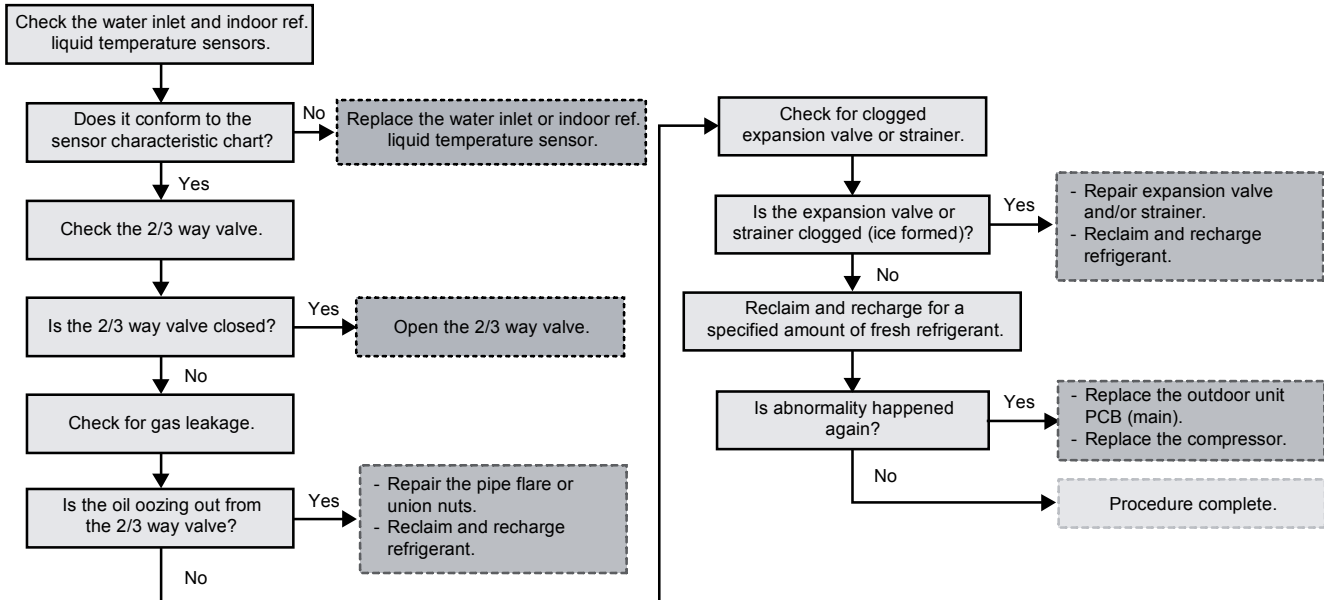 Check the water inlet and indoor ref.
liquid temperature sensors.
Does it conform to the
sensor characteristic chart?
No
Replace the water inlet or indoor ref.
liquid temperature sensor.
Yes
Check the 2/3 way valve.
Is the 2/3 way valve closed?
Yes
Open the 2/3 way valve.
No
Check for gas leakage.
Is the oil oozing out from
the 2/3 way valve?
Yes
- Repair the pipe flare or
union nuts.
- Reclaim and recharge
refrigerant.
No
Check for clogged
expansion valve or strainer.
Is the expansion valve or
strainer clogged (ice formed)?
Yes
- Repair expansion valve
and/or strainer.
- Reclaim and recharge
refrigerant.
No
Reclaim and recharge for a
specified amount of fresh refrigerant.
Is abnormality happened
again?
Yes
- Replace the outdoor unit
PCB (main).
- Replace the compressor.
No
Procedure complete.